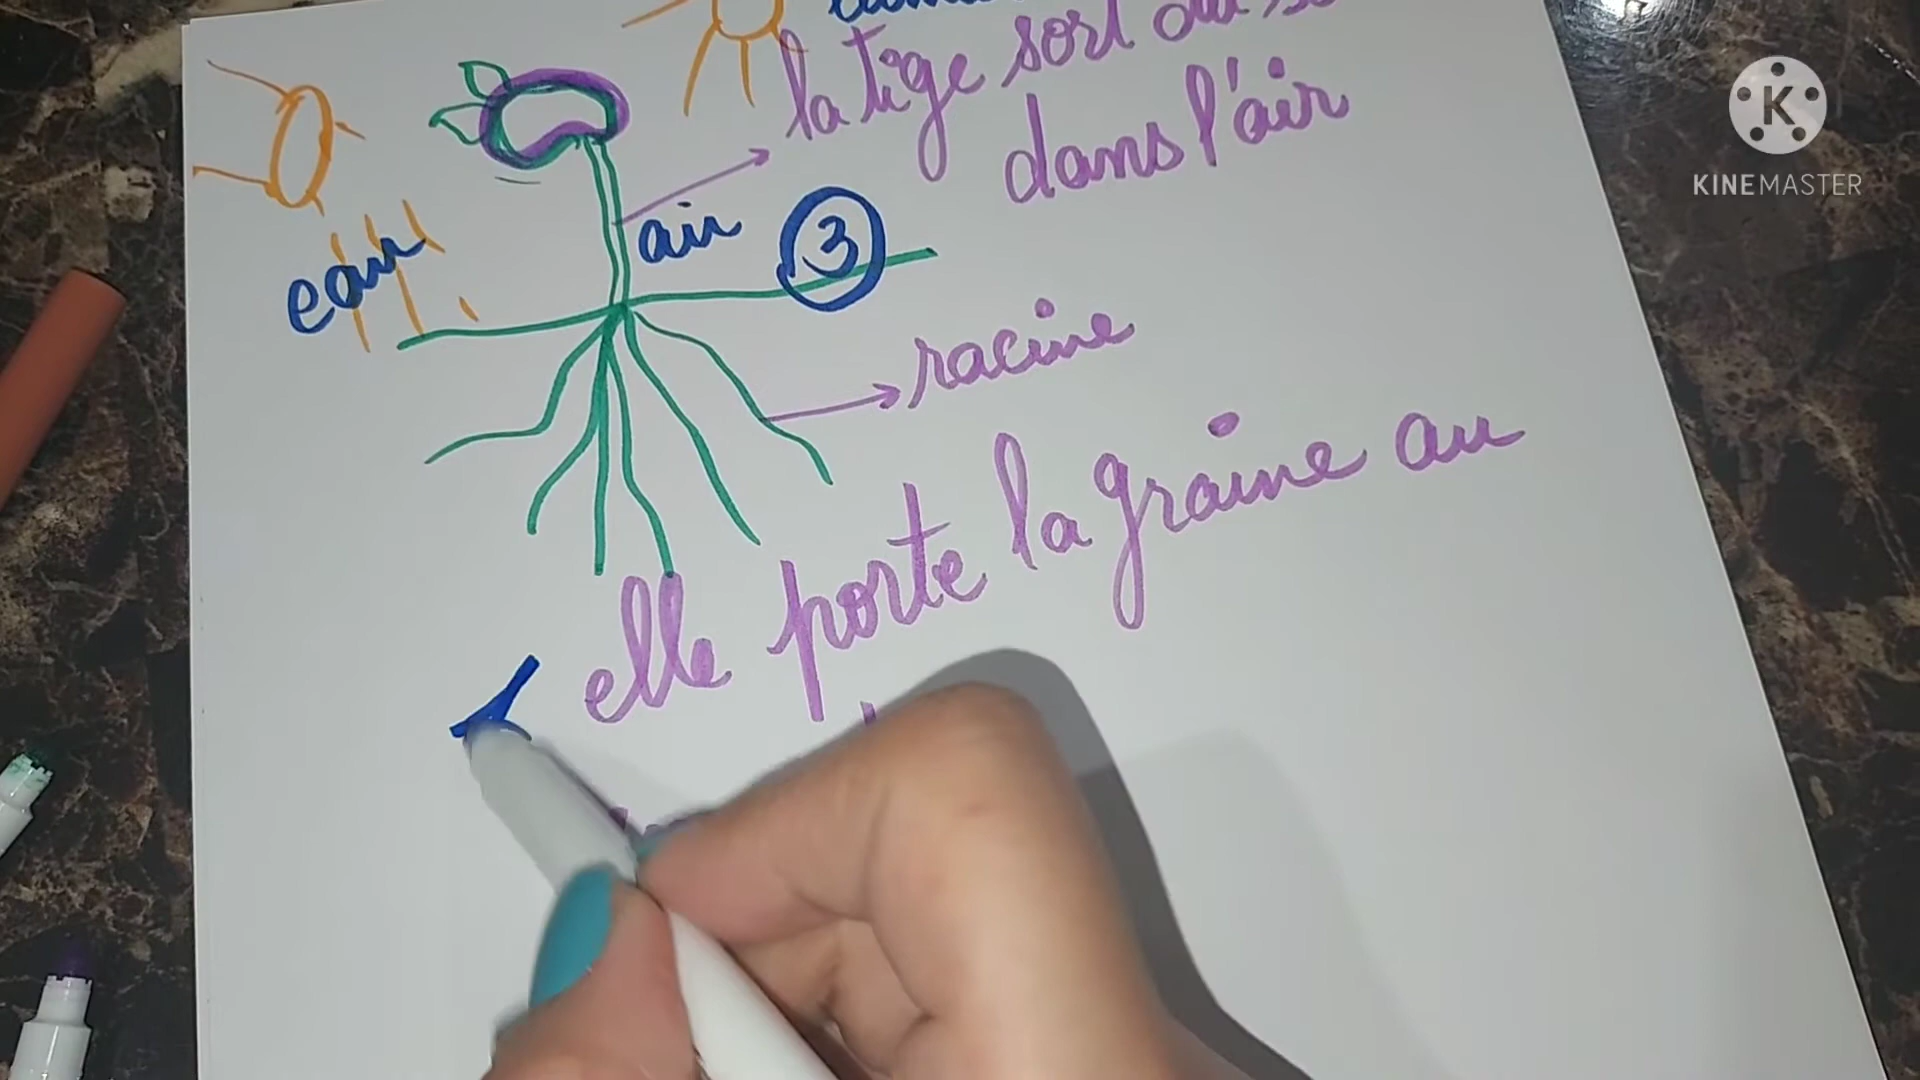 la tige sort du
dans l'air
eau
air
3
racine
elle porte la graine au
K
KINEMASTER